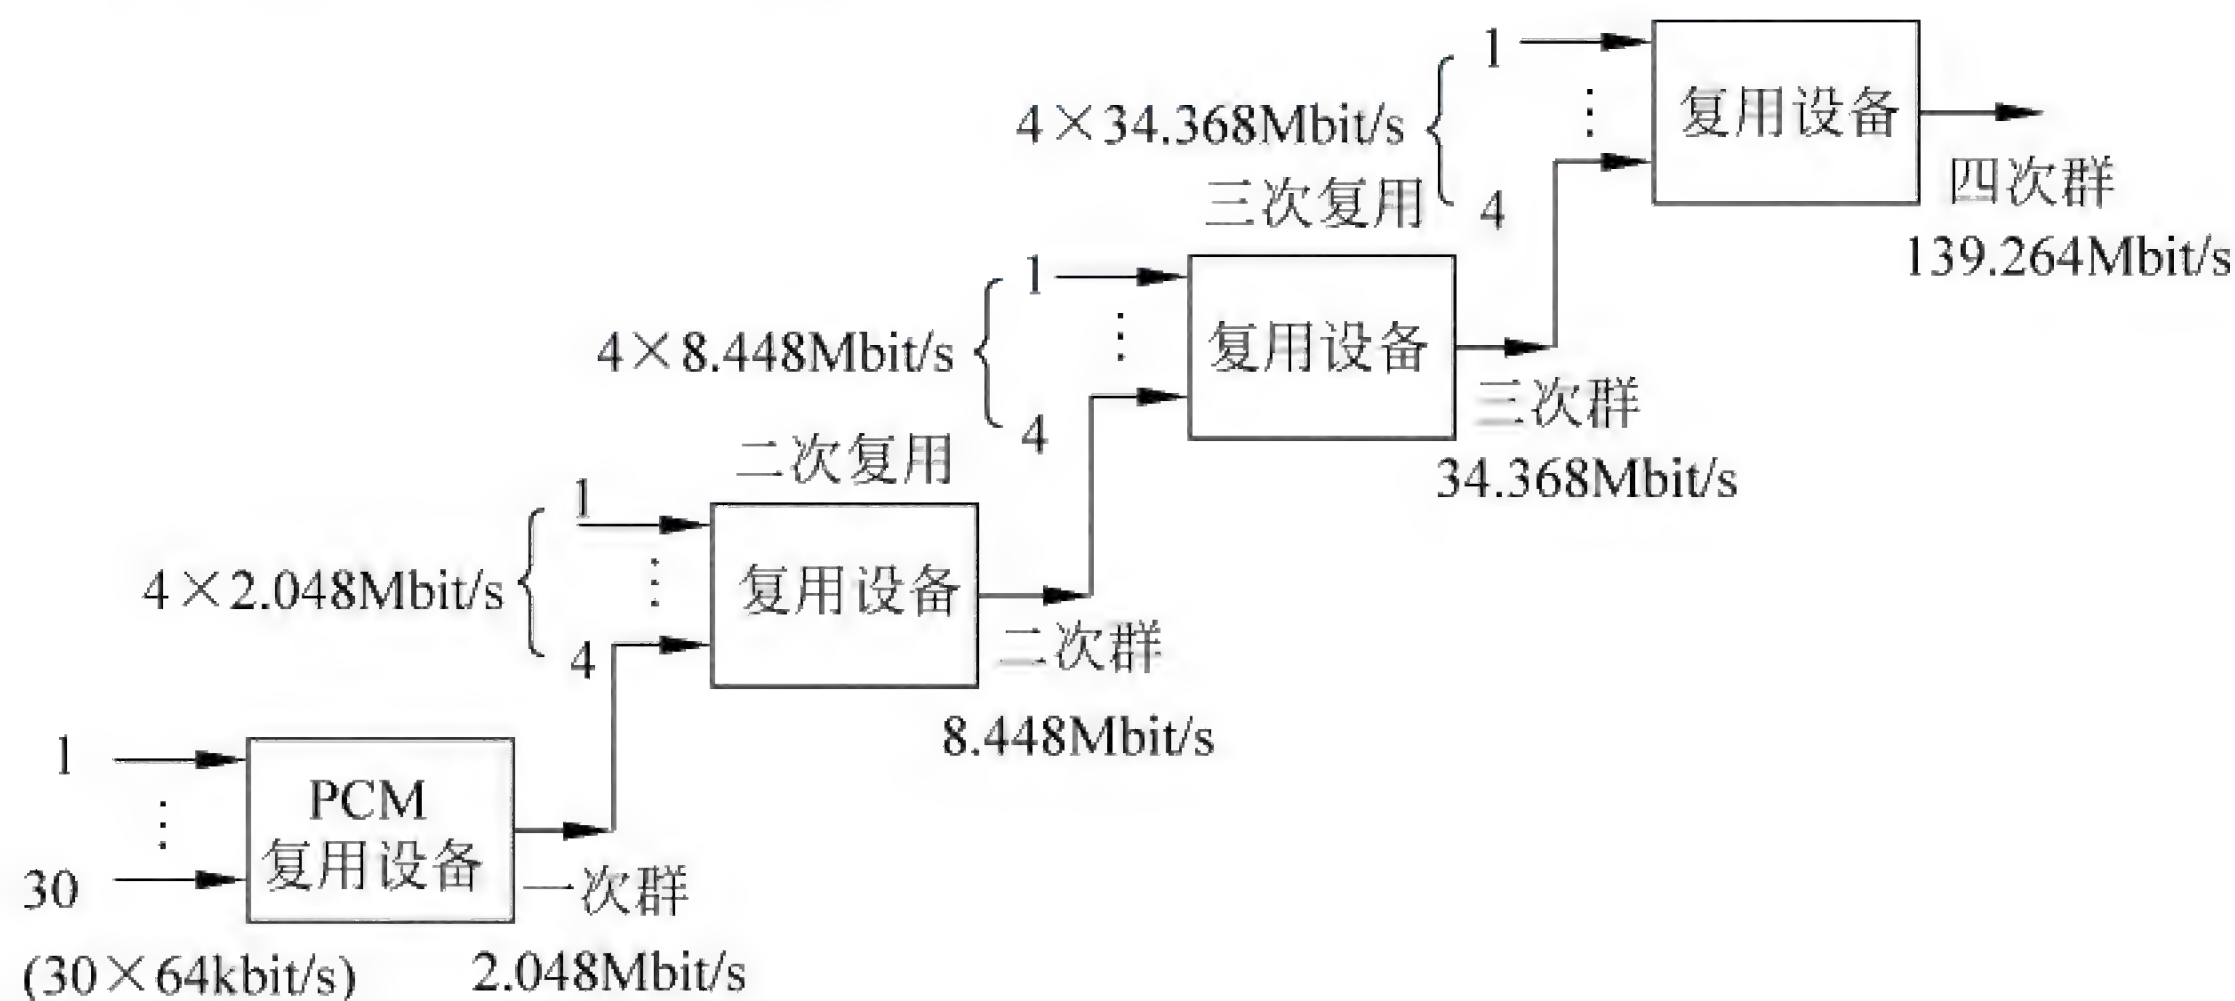 1
4×34.368Mbit/s
复用设备
三次复用
4
四次群
139.264Mbit/s
1
4×8.448Mbit/s
复用设备
4
三次群
34.368Mbit/s
二次复用
1
4×2.048Mbit/s
复用设备
4
二次群
8.448Mbit/s
1
PCM
复用设备
30
一次群
(30×64kbit/s)
2.048Mbit/s